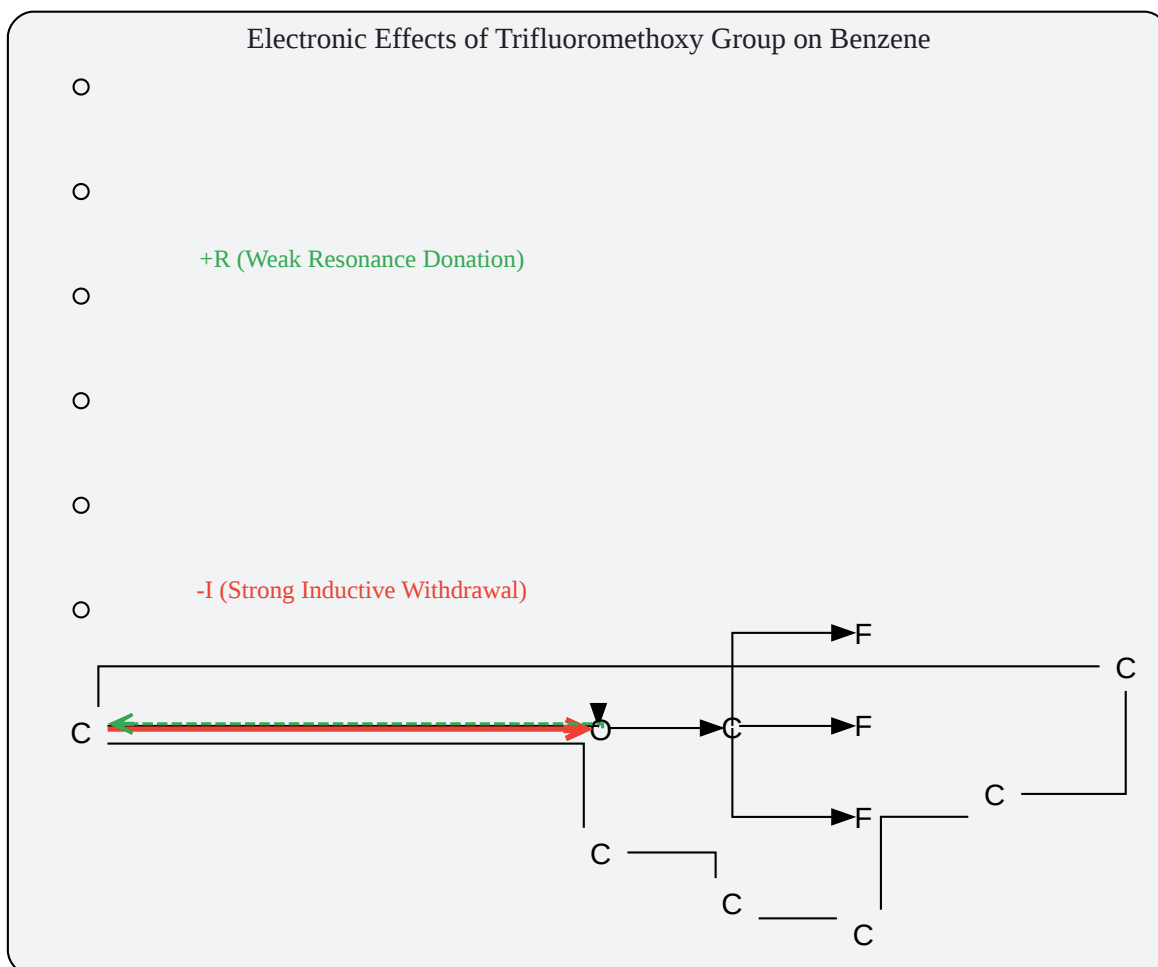 Electronic Effects of Trifluoromethoxy Group on Benzene
+R (Weak Resonance Donation)
-I (Strong Inductive Withdrawal)
F
C
C O C F
C
F
C
C
C